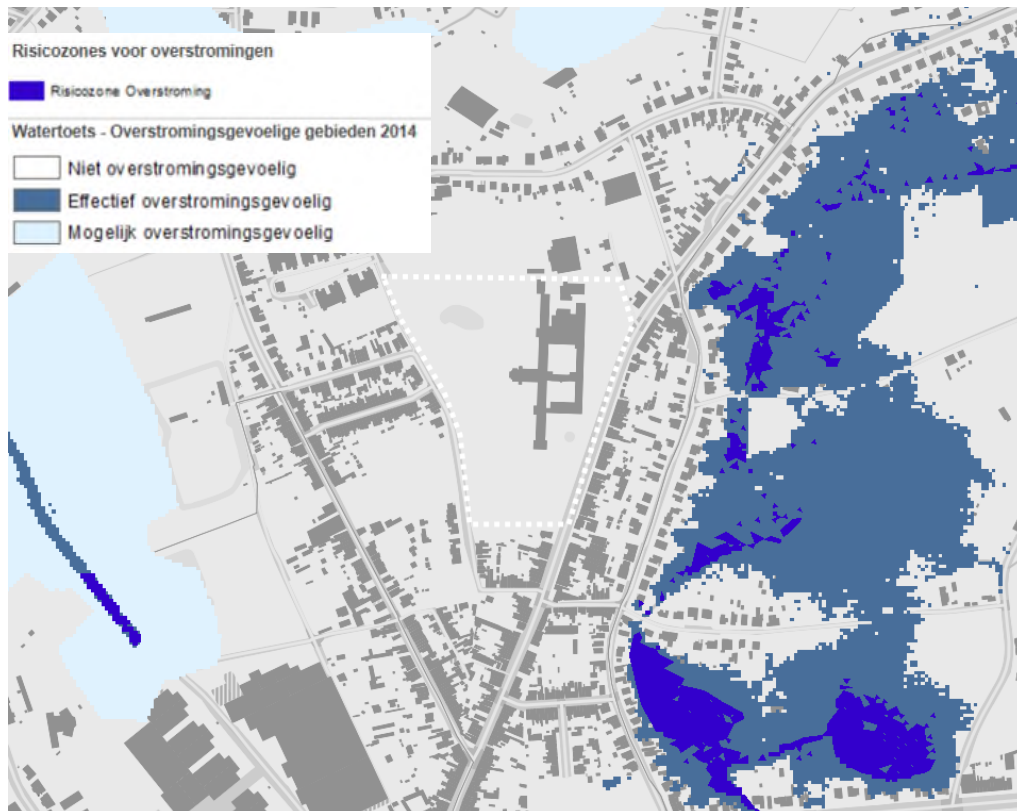 Risicozones voor overstromingen
Risicozone Overstroming
Watertoets - Overstromingsgevoelige gebieden 2014
Niet overstromingsgevoelig
Effectief overstromingsgevoelig
Mogelijk overstromingsgevoelig